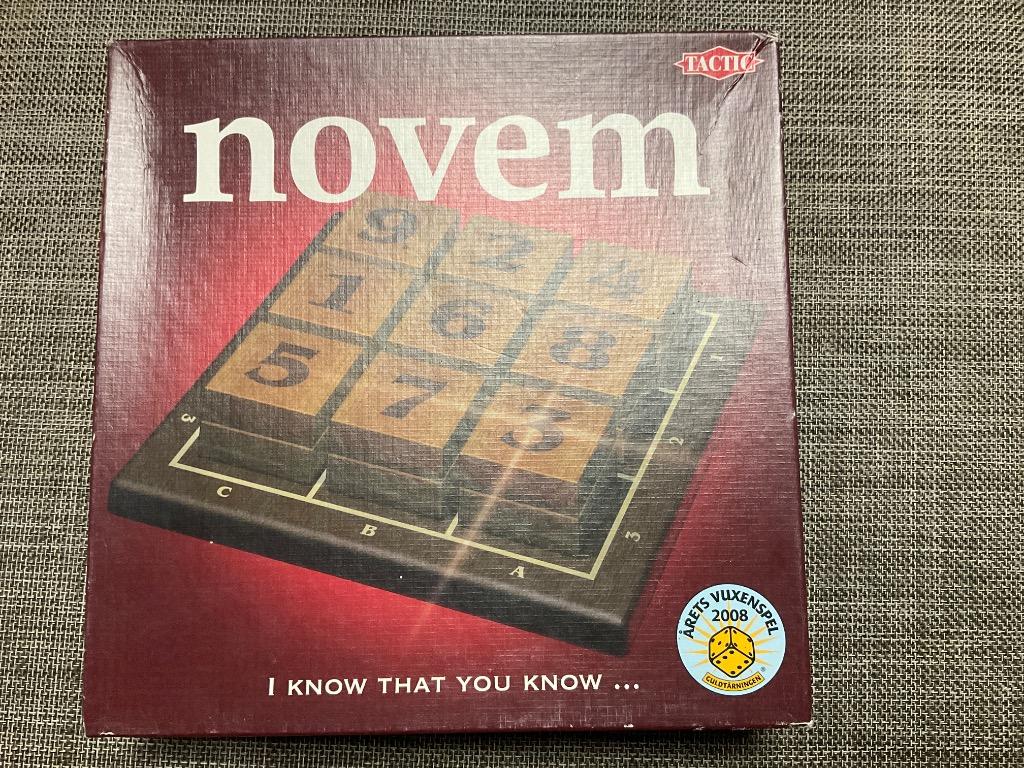 TACTIC
novem
9 2 4
1 6 8
5 7 3
1
2
3
3
C
B
A
ÅRETS VUXENSPEL
2008
GULDTÄRNINGEN
I KNOW THAT YOU KNOW ...